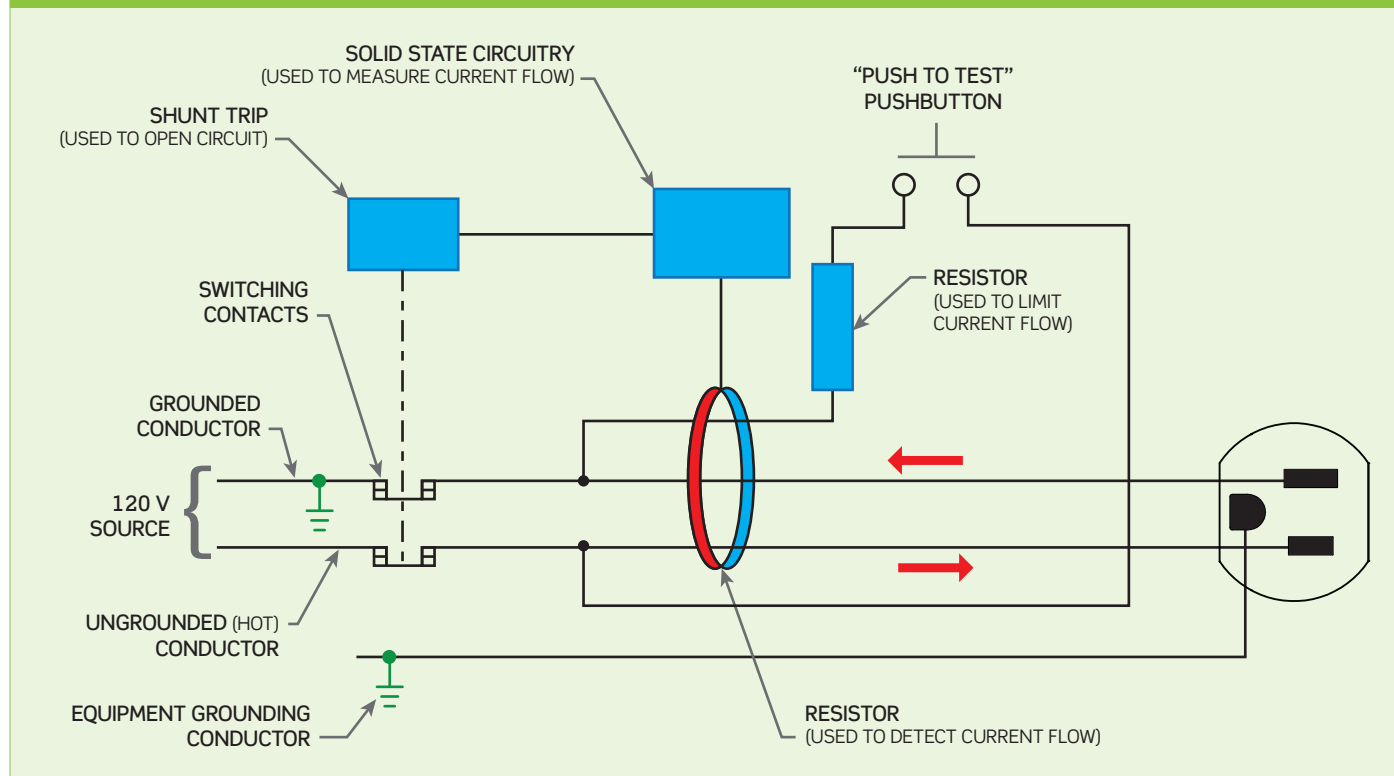 SOLID STATE CIRCUITRY
(USED TO MEASURE CURRENT FLOW)
“PUSH TO TEST”
PUSHBUTTON
SHUNT TRIP
(USED TO OPEN CIRCUIT)
SWITCHING
CONTACTS
RESISTOR
(USED TO LIMIT
CURRENT FLOW)
GROUNDED
CONDUCTOR
120 V
SOURCE
UNGROUNDED (HOT)
CONDUCTOR
EQUIPMENT GROUNDING
CONDUCTOR
RESISTOR
(USED TO DETECT CURRENT FLOW)